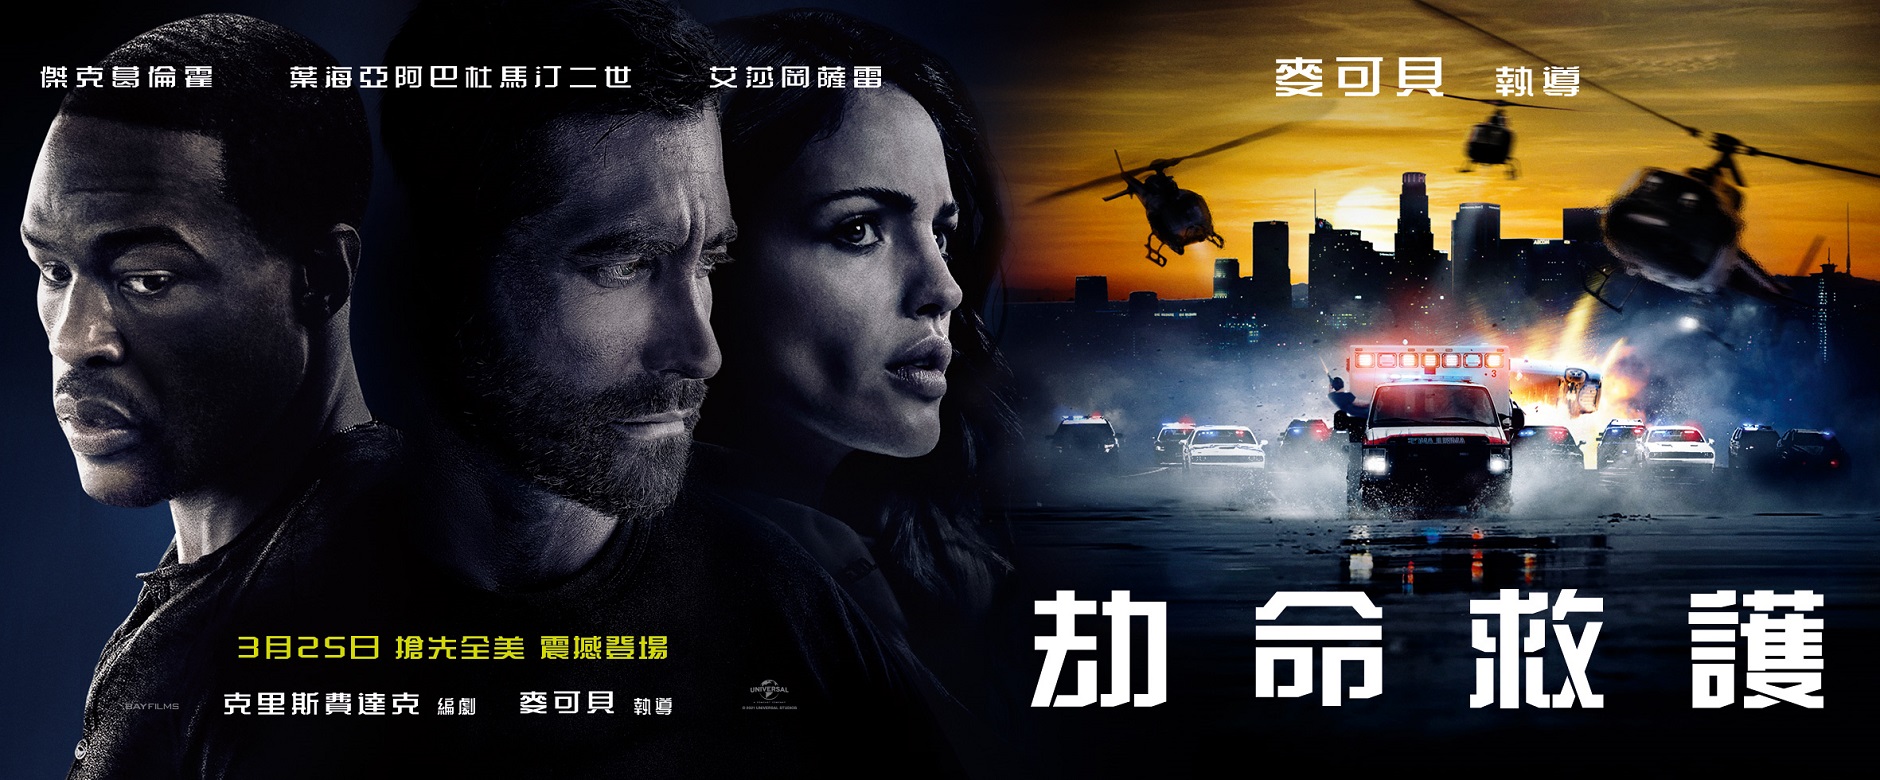 傑克葛倫霍 葉海亞阿巴杜馬汀二世 艾莎岡薩雷
麥可貝 執導
3月25日 搶先全美 震撼登場
BAYFILMS 克里斯費達克 編劇 麥可貝 執導 UNIVERSAL
劫命救護